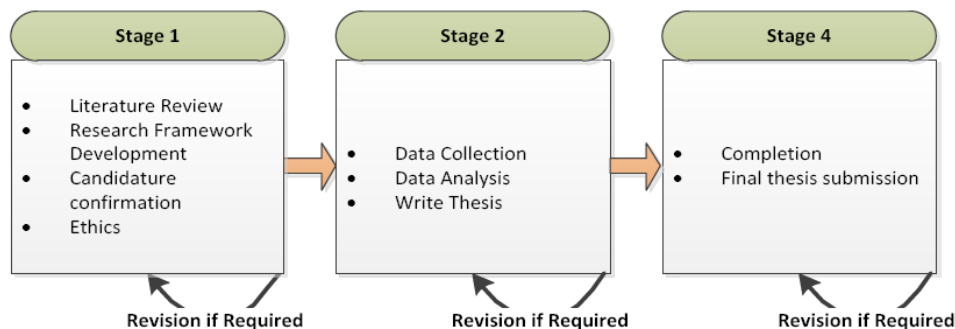 Stage 1
• Literature Review
• Research Framework
Development
• Candidature
confirmation
• Ethics
Revision if Required
Stage 2
• Data Collection
• Data Analysis
• Write Thesis
Revision if Required
Stage 4
• Completion
• Final thesis submission
Revision if Required